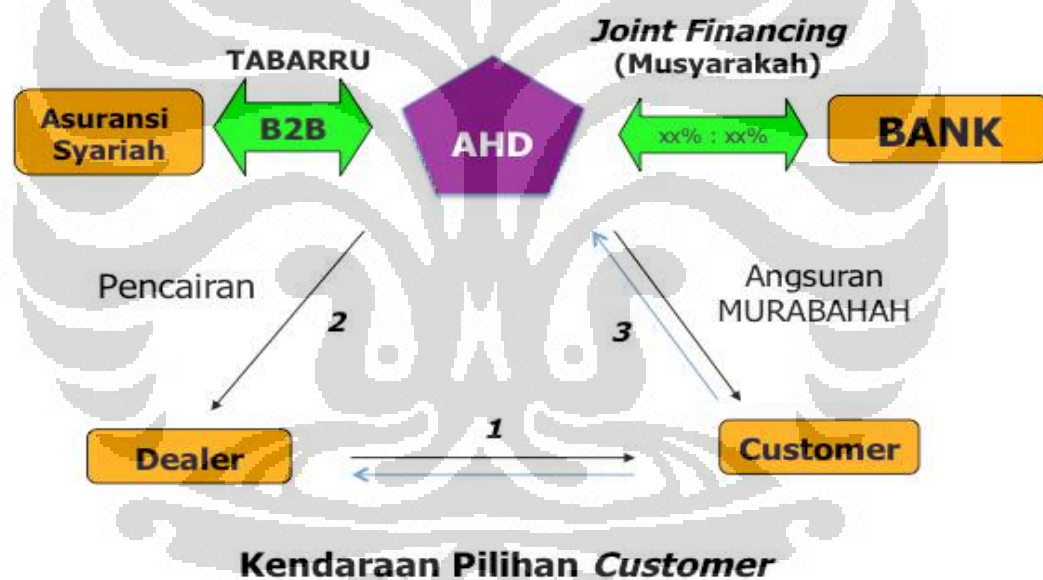 Joint Financing
(Musyarakah)
TABARRU
Asuransi
Syariah
B2B
AHD
xx% : xx%
BANK
Pencairan
2
3
Angsuran
MURABAHAH
1
Dealer
Customer
Kendaraan Pilihan Customer